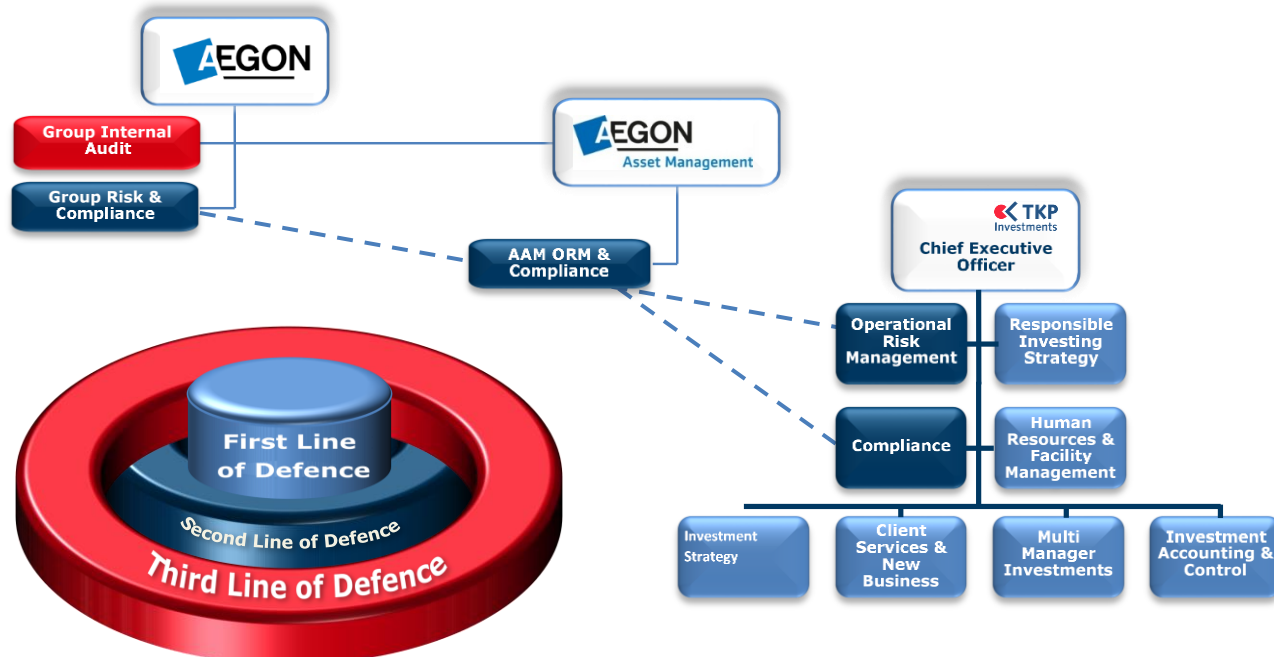 AEGON
Group Internal
Audit
Group Risk &
Compliance
AEGON
Asset Management
AAM ORM &
Compliance
TKP
Investments
Chief Executive
Officer
Operational
Risk
Management
Responsible
Investing
Strategy
Compliance
Human
Resources &
Facility
Management
Investment
Strategy
Client
Services &
New
Business
Multi
Manager
Investments
Investment
Accounting &
Control
First Line
of Defence
Second Line of Defence
Third Line of Defence